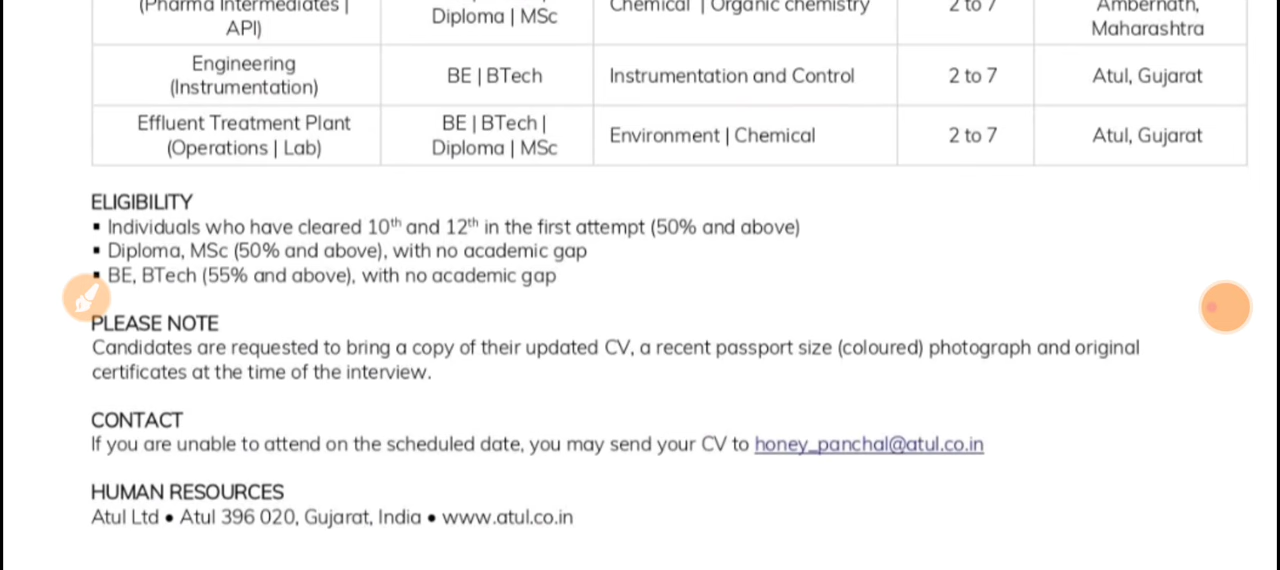 (Pharma Intermediates |
API)
Diploma | MSc
Chemical | Organic chemistry
2 to 7
Ambernath,
Maharashtra
Engineering
(Instrumentation)
BE | BTech
Instrumentation and Control
2 to 7
Atul, Gujarat
Effluent Treatment Plant
(Operations | Lab)
BE | BTech |
Diploma | MSc
Environment | Chemical
2 to 7
Atul, Gujarat
ELIGIBILITY
▪ Individuals who have cleared 10th and 12th in the first attempt (50% and above)
▪ Diploma, MSc (50% and above), with no academic gap
▪ BE, BTech (55% and above), with no academic gap
PLEASE NOTE
Candidates are requested to bring a copy of their updated CV, a recent passport size (coloured) photograph and original
certificates at the time of the interview.
CONTACT
If you are unable to attend on the scheduled date, you may send your CV to honey_panchal@atul.co.in
HUMAN RESOURCES
Atul Ltd • Atul 396 020, Gujarat, India • www.atul.co.in